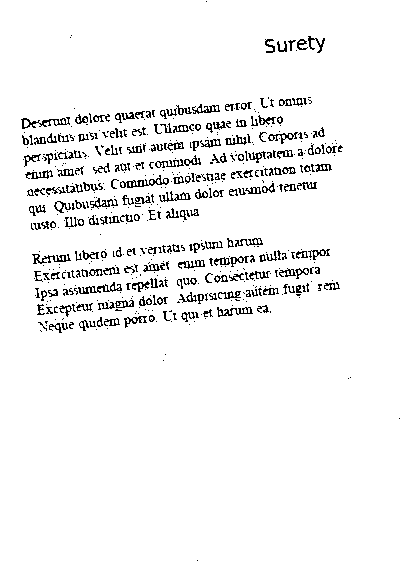 Surety
Deserunt dolore quaerat quibusdam error. Ut omnis
blanditiis nisi velit est. Ullamco quae in libero
perspiciatis. Velit sint autem ipsam nihil. Corporis ad
enim amet sed aut et commodi. Ad voluptatem a dolore
necessitatibus. Commodo molestiae exercitation totam
qui. Quibusdam fugiat ullam dolor eiusmod tenetur
iusto. Illo distinctio. Et aliqua
Rerum libero id et veritatis ipsum harum
Exercitationem est amet enim tempora nulla tempor
Ipsa assumenda repellat quo. Consectetur tempora
Excepteur magna dolor. Adipisicing autem fugit rem
Neque quidem porro. Ut qui et harum ea.